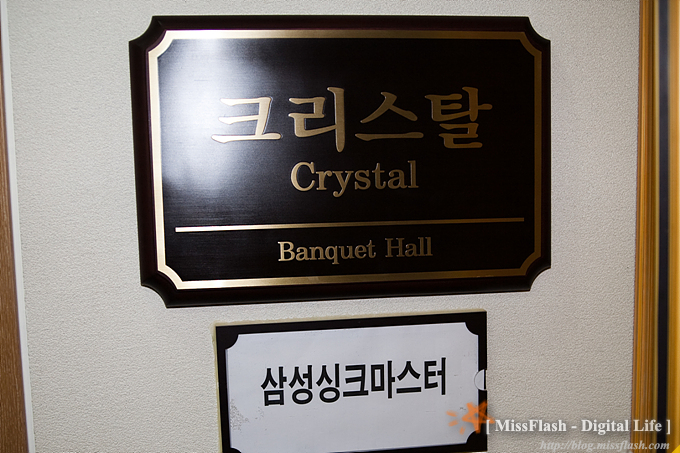 크리스탈
Crystal
Banquet Hall
삼성싱크마스터
[ MissFlash - Digital Life ]
http://blog.missflash.com